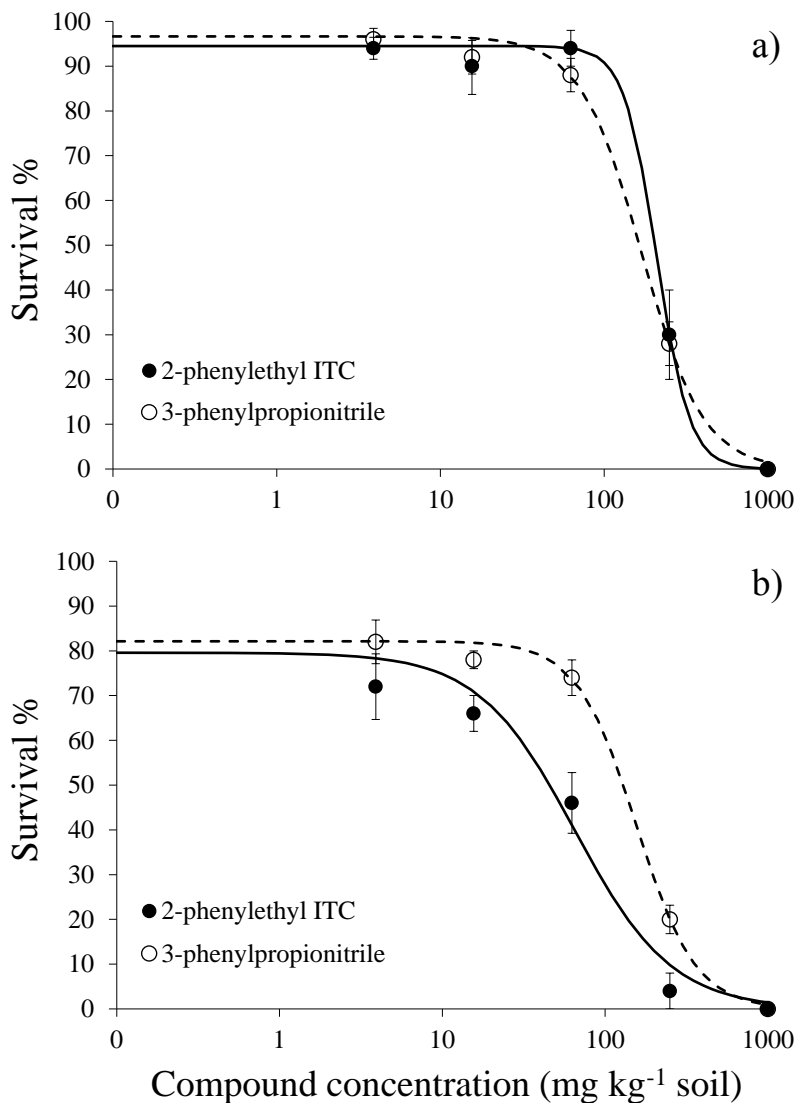 a)
Survival %
100
90
80
70
60
50
40
30
20
10
0
2-phenylethyl ITC
3-phenylpropionitrile
0 1 10 100 1000
b)
Survival %
100
90
80
70
60
50
40
30
20
10
0
2-phenylethyl ITC
3-phenylpropionitrile
0 1 10 100 1000
Compound concentration (mg kg⁻¹ soil)